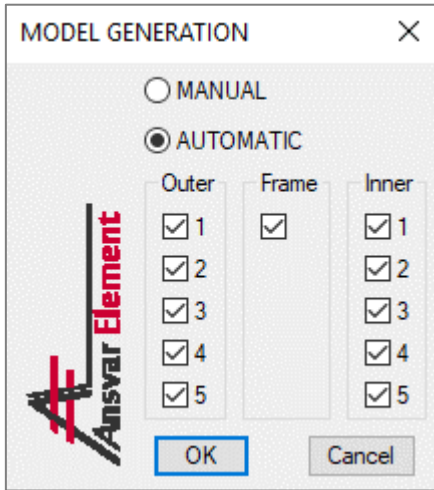 MODEL GENERATION
MANUAL
AUTOMATIC
Outer Frame Inner
1 1
2 2
3 3
4 4
5 5
Ansvar Element
OK Cancel